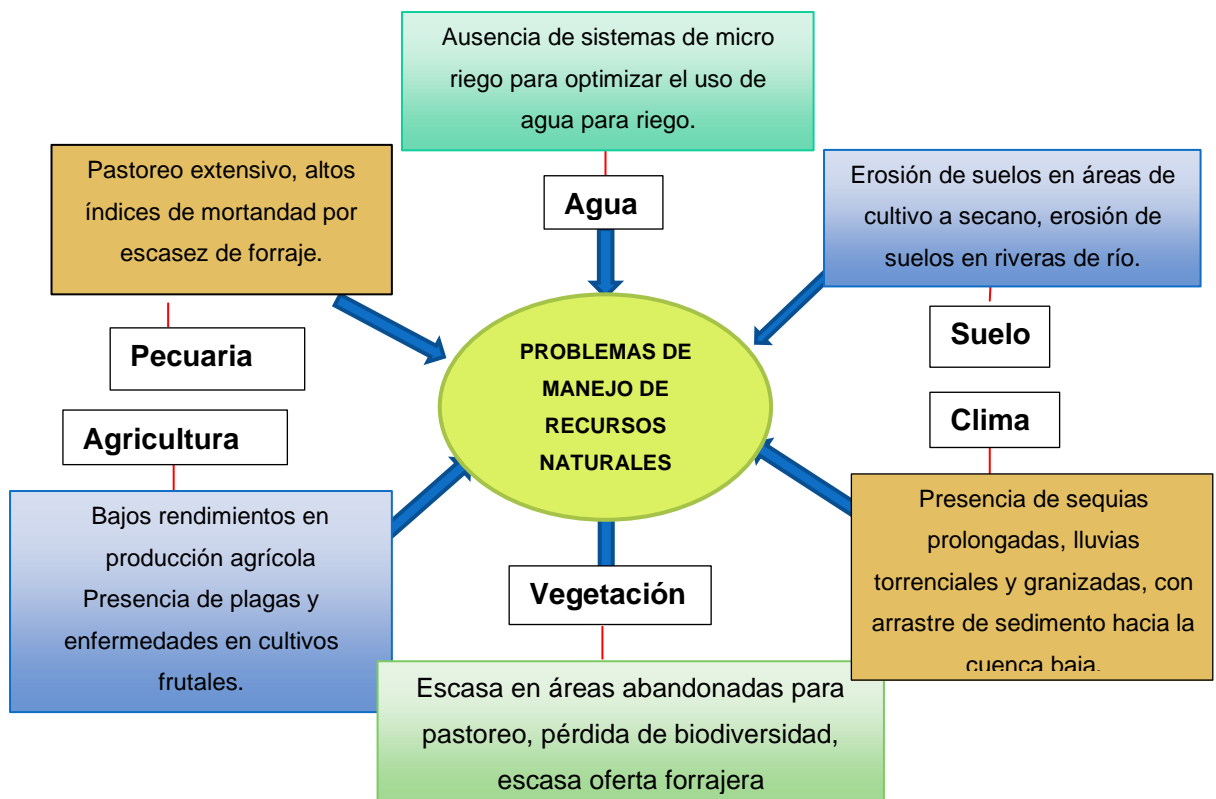 Ausencia de sistemas de micro
riego para optimizar el uso de
agua para riego.
Agua
Pastoreo extensivo, altos
índices de mortandad por
escasez de forraje.
Pecuaria
Erosión de suelos en áreas de
cultivo a secano, erosión de
suelos en riveras de río.
Suelo
PROBLEMAS DE
MANEJO DE
RECURSOS
NATURALES
Agricultura
Bajos rendimientos en
producción agrícola
Presencia de plagas y
enfermedades en cultivos
frutales.
Clima
Presencia de sequias
prolongadas, lluvias
torrenciales y granizadas, con
arrastre de sedimento hacia la
cuenca baja.
Vegetación
Escasa en áreas abandonadas para
pastoreo, pérdida de biodiversidad,
escasa oferta forrajera